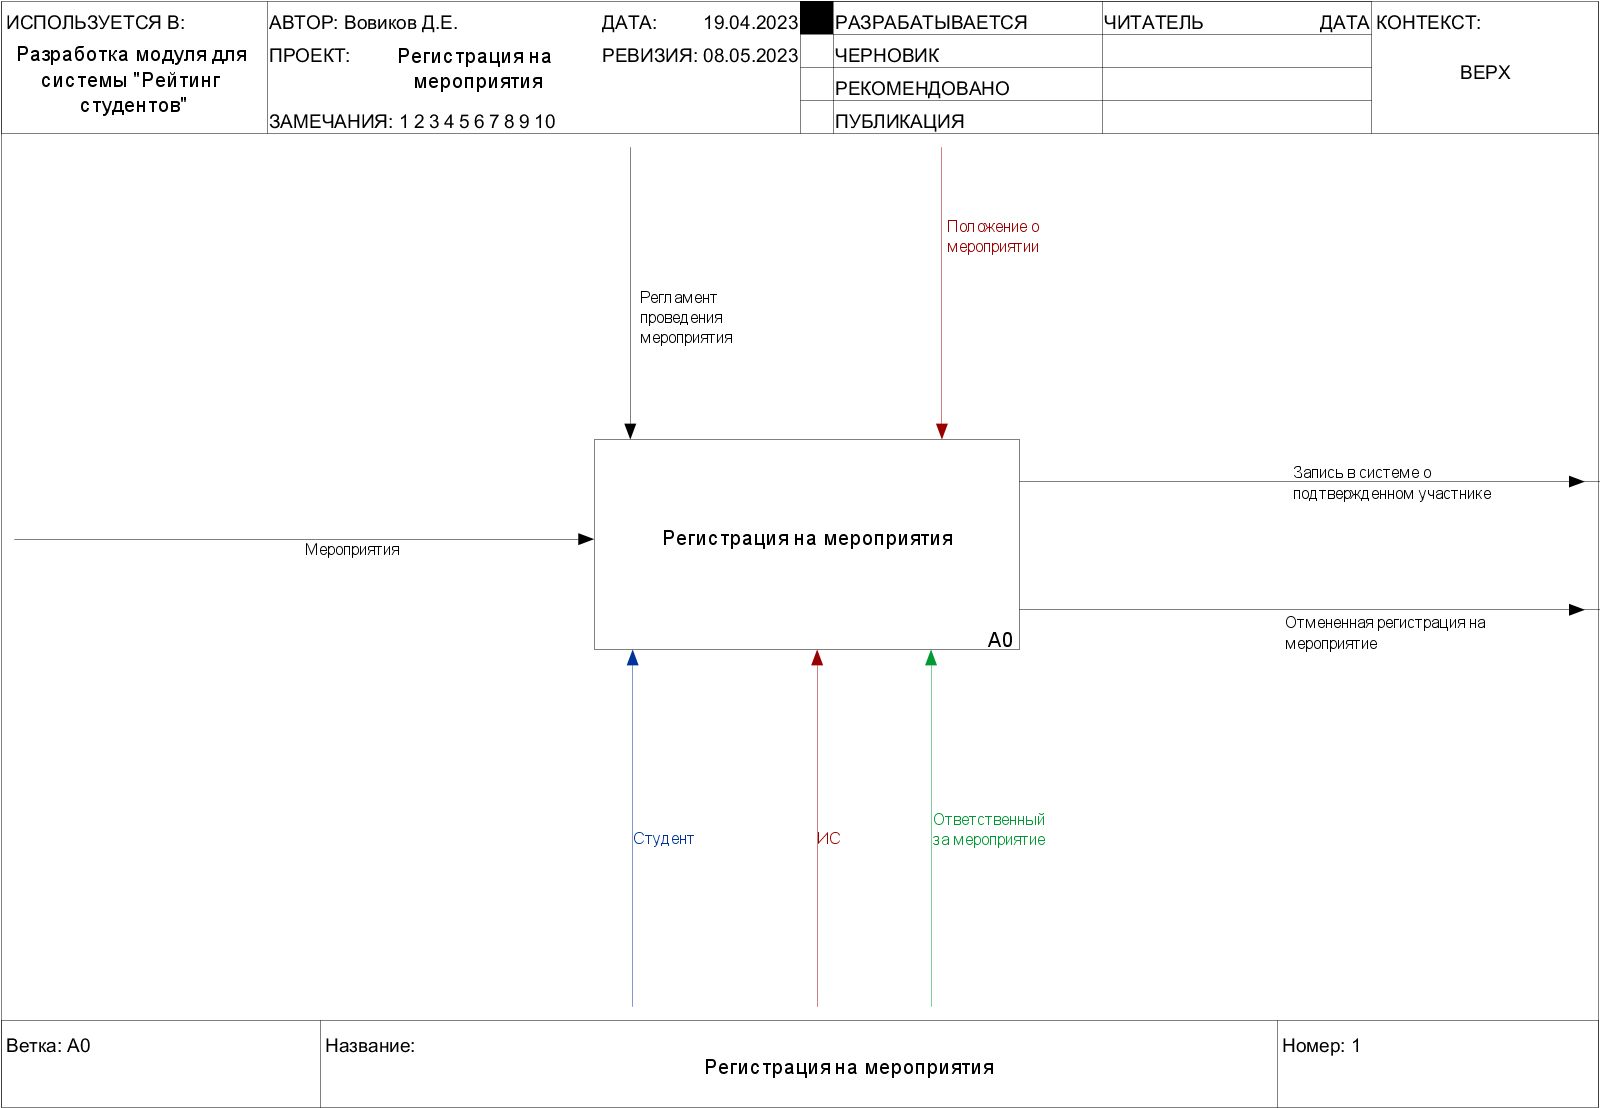 ИСПОЛЬЗУЕТСЯ В:
Разработка модуля для
системы "Рейтинг
студентов"
АВТОР: Вовиков Д.Е.
ДАТА: 19.04.2023
ПРОЕКТ: Регистрация на
мероприятия
РЕВИЗИЯ: 08.05.2023
ЗАМЕЧАНИЯ: 1 2 3 4 5 6 7 8 9 10
РАЗРАБАТЫВАЕТСЯ
ЧЕРНОВИК
РЕКОМЕНДОВАНО
ПУБЛИКАЦИЯ
ЧИТАТЕЛЬ ДАТА
КОНТЕКСТ:
ВЕРХ
Положение о
мероприятии
Регламент
проведения
мероприятия
Запись в системе о
подтвержденном участнике
Регистрация на мероприятия
Мероприятия
A0
Отмененная регистрация на
мероприятие
Студент
ИС
Ответственный
за мероприятие
Ветка: A0
Название:
Регистрация на мероприятия
Номер: 1